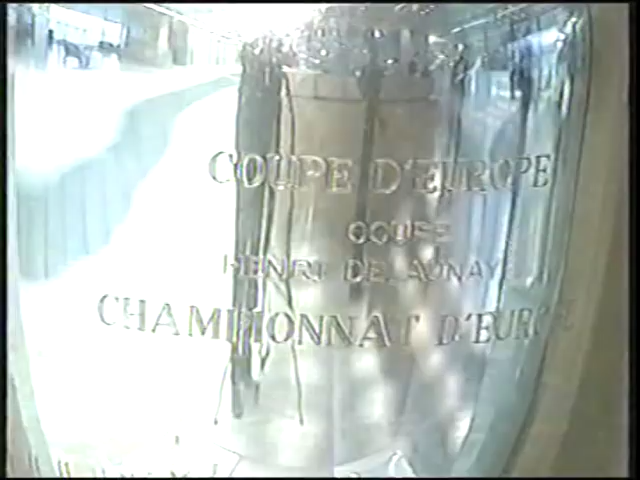 COUPE D'EUROPE
COUPE
HENRI DELAUNAY
CHAMPIONNAT D'EUROPE